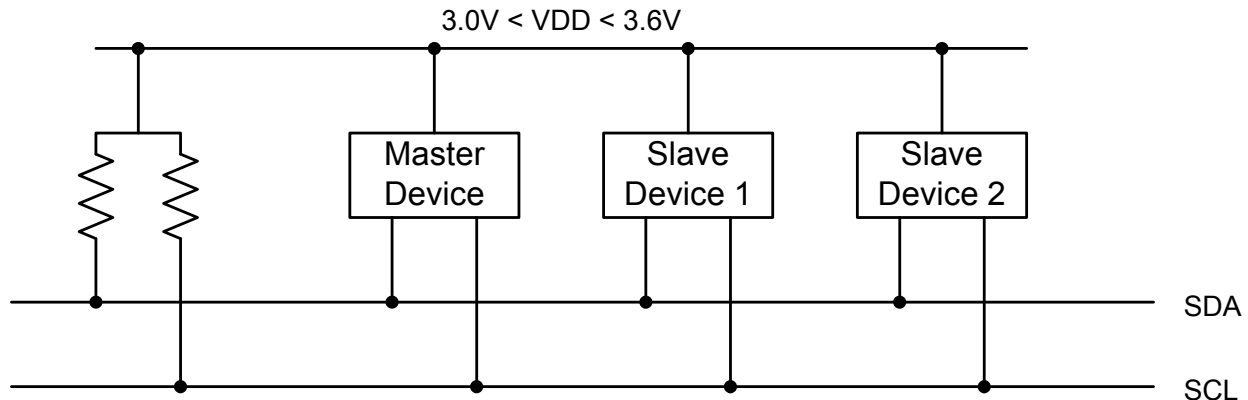 3.0V < VDD < 3.6V
Master
Device
Slave
Device 1
Slave
Device 2
SDA
SCL